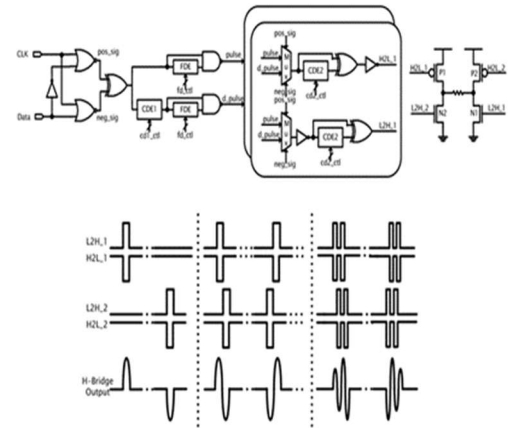 CLK
pos_sig
Data
neg_sig
CDE1
cd1_ctl
FDE
fd_ctl
pulse
FDE
fd_ctl
d_pulse
pos_sig
pulse
d_pulse
Mux
neg_sig
CDE2
cd2_ctl
H2L_1
pos_sig
pulse
d_pulse
Mux
neg_sig
CDE2
cd2_ctl
L2H_1
H2L_1
P1
P2
H2L_2
L2H_2
N2
N1
L2H_1
L2H_1
H2L_1
L2H_2
H2L_2
H-Bridge
Output